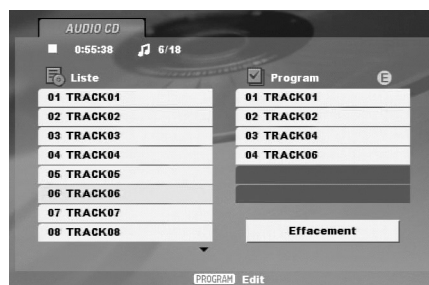 AUDIO CD
0:55:38 6/18
Liste
01 TRACK01
02 TRACK02
03 TRACK03
04 TRACK04
05 TRACK05
06 TRACK06
07 TRACK07
08 TRACK08
Program E
01 TRACK01
02 TRACK02
03 TRACK04
04 TRACK06
Effacement
PROGRAM Edit